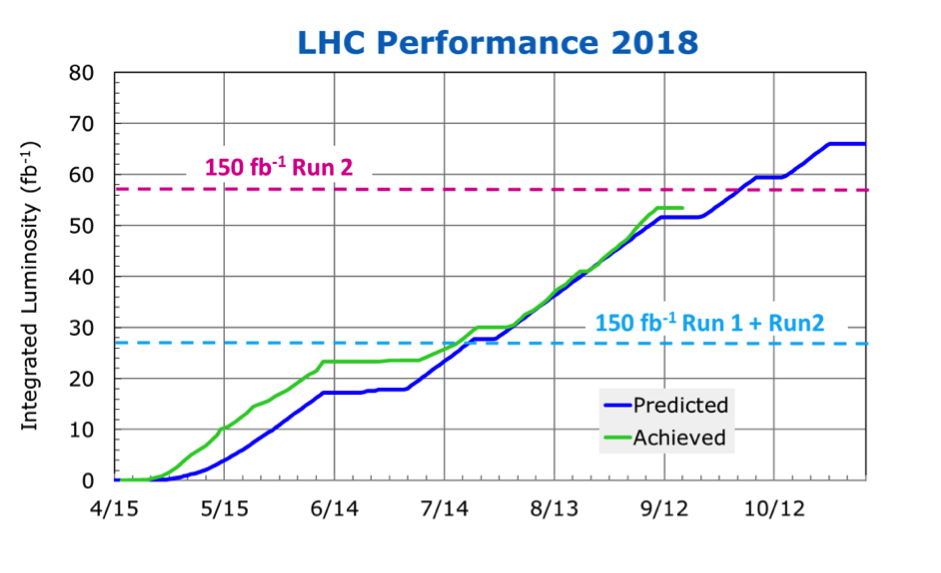 LHC Performance 2018
Integrated Luminosity (fb-1)
80
70
60
50
40
30
20
10
0
150 fb-1 Run 2
150 fb-1 Run 1 + Run2
Predicted
Achieved
4/15 5/15 6/14 7/14 8/13 9/12 10/12